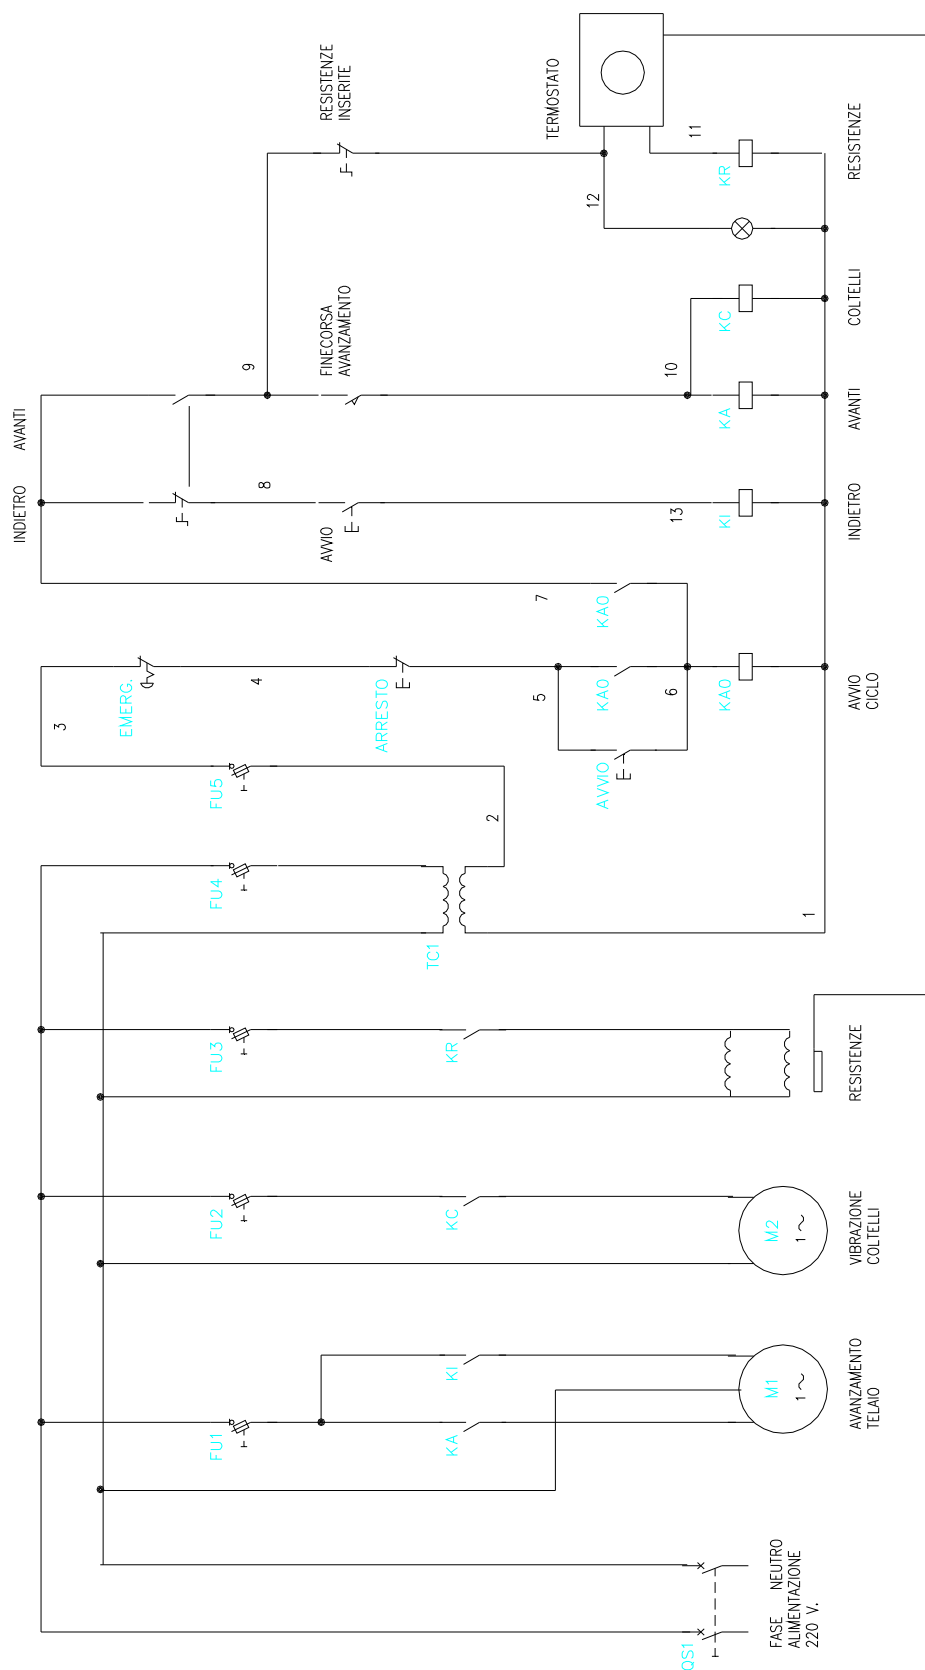 QS1
FASE NEUTRO
ALIMENTAZIONE
220 V.
FU1
KA
KI
M1
1~
AVANZAMENTO
TELAIO
FU2
KC
M2
1~
VIBRAZIONE
COLTELLI
FU3
KR
RESISTENZE
TC1
FU4
FU5
1
2
3
EMERG.
4
ARRESTO
5
AVVIO
KA0
6
KA0
AVVIO
CICLO
7
KA0
INDIETRO
AVANTI
8
AVVIO
13
KI
INDIETRO
9
FINECORSA
AVANZAMENTO
10
KA
AVANTI
KC
COLTELLI
RESISTENZE
INSERITE
12
TERMOSTATO
11
KR
RESISTENZE